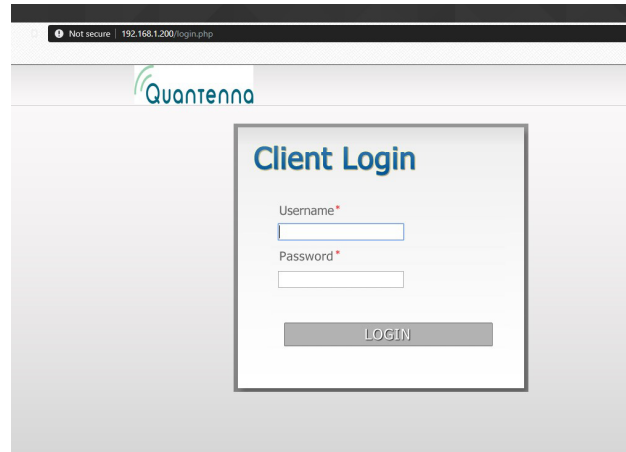 Not secure | 192.168.1.200/login.php
Quantenna
Client Login
Username*
Password*
LOGIN